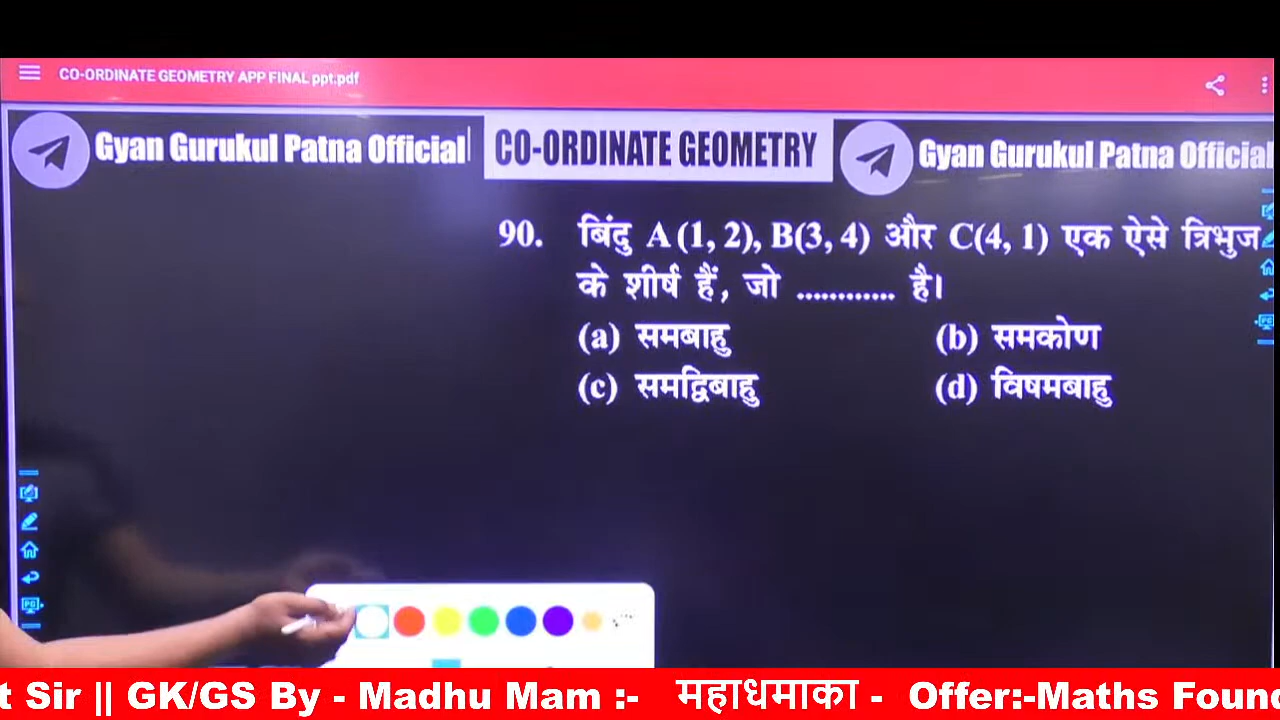 CO-ORDINATE GEOMETRY APP FINAL ppt.pdf
Gyan Gurukul Patna Official
CO-ORDINATE GEOMETRY
Gyan Gurukul Patna Official
90. बिंदु A (1, 2), B(3, 4) और C(4, 1) एक ऐसे त्रिभुज
के शीर्ष हैं, जो ............ है।
(a) समबाहु (b) समकोण
(c) समद्विबाहु (d) विषमबाहु
t Sir || GK/GS By - Madhu Mam :- महाधमाका - Offer:-Maths Found